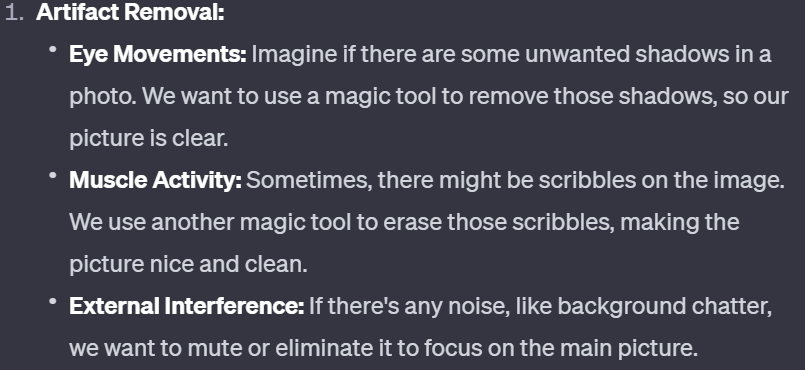 1. Artifact Removal:
• Eye Movements: Imagine if there are some unwanted shadows in a
photo. We want to use a magic tool to remove those shadows, so our
picture is clear.
• Muscle Activity: Sometimes, there might be scribbles on the image.
We use another magic tool to erase those scribbles, making the
picture nice and clean.
• External Interference: If there's any noise, like background chatter,
we want to mute or eliminate it to focus on the main picture.